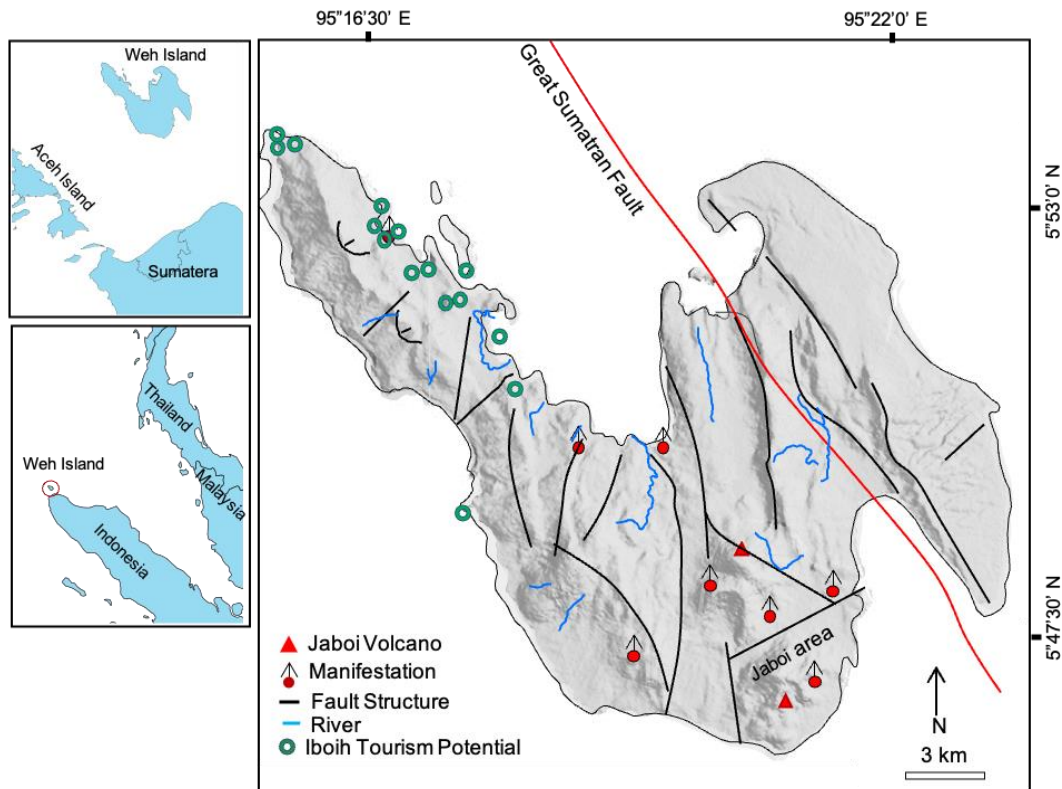 95"16'30' E
95"22'0' E
Weh Island
Aceh Island
Sumatera
Great Sumatran Fault
5"53'0' N
Thailand
Malaysia
Weh Island
Indonesia
5"47'30' N
Jaboi area
Jaboi Volcano
Manifestation
Fault Structure
River
Iboih Tourism Potential
N
3 km